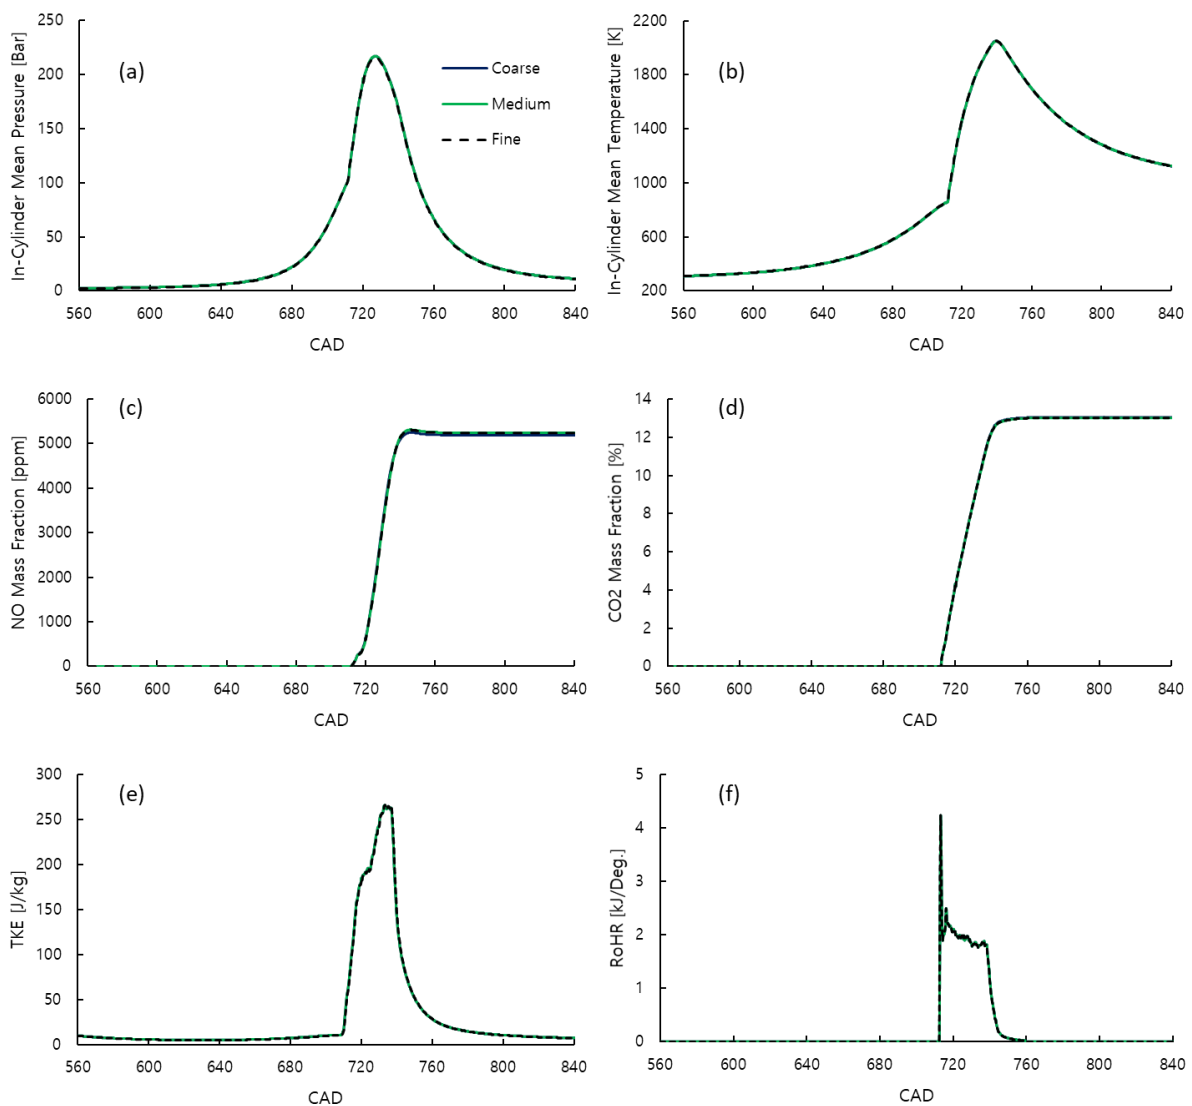 In-Cylinder Mean Pressure [Bar]
250
200
150
100
50
0
(a)
Coarse
Medium
Fine
560 600 640 680 720 760 800 840
CAD
In-Cylinder Mean Temperature [K]
2200
1800
1400
1000
600
200
(b)
560 600 640 680 720 760 800 840
CAD
NO Mass Fraction [ppm]
6000
5000
4000
3000
2000
1000
0
(c)
560 600 640 680 720 760 800 840
CAD
CO2 Mass Fraction [%]
14
12
10
8
6
4
2
0
(d)
560 600 640 680 720 760 800 840
CAD
TKE [J/kg]
300
250
200
150
100
50
0
(e)
560 600 640 680 720 760 800 840
CAD
RoHR [kJ/Deg.]
5
4
3
2
1
0
(f)
560 600 640 680 720 760 800 840
CAD